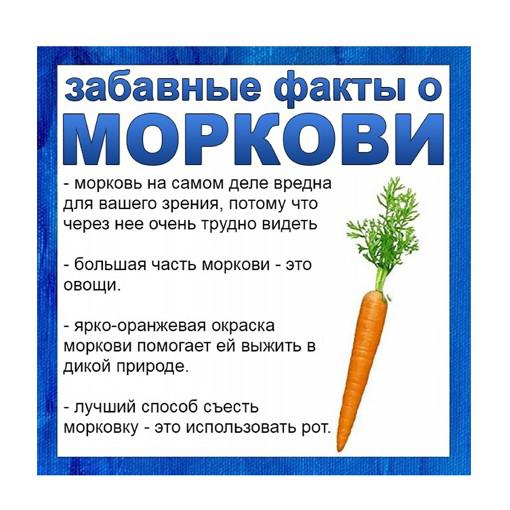 забавные факты о
МОРКОВИ
- морковь на самом деле вредна
для вашего зрения, потому что
через нее очень трудно видеть
- большая часть моркови - это
овощи.
- ярко-оранжевая окраска
моркови помогает ей выжить в
дикой природе.
- лучший способ съесть
морковку - это использовать рот.